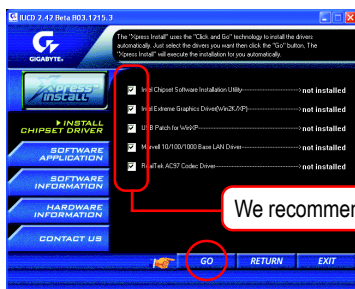 IUCD 2.42 Beta B03.1215.3
GIGABYTE
The "Xpress Install" uses the "Click and Go" technology to install the drivers
automatically. Just select the drivers you want then click the "Go" button. The
"Xpress Install" will execute the installation for you automatically.
Xpress
INSTALL
INSTALL
CHIPSET DRIVER
SOFTWARE
APPLICATION
SOFTWARE
INFORMATION
HARDWARE
INFORMATION
CONTACT US
Intel Chipset Software Installation Utility not installed
Intel Extreme Graphics Driver(Win2K/XP) not installed
USB Patch for WinXP not installed
Marvell 10/100/1000 Base LAN Driver not installed
RealTek AC97 Codec Driver not installed
We recommen
GO RETURN EXIT